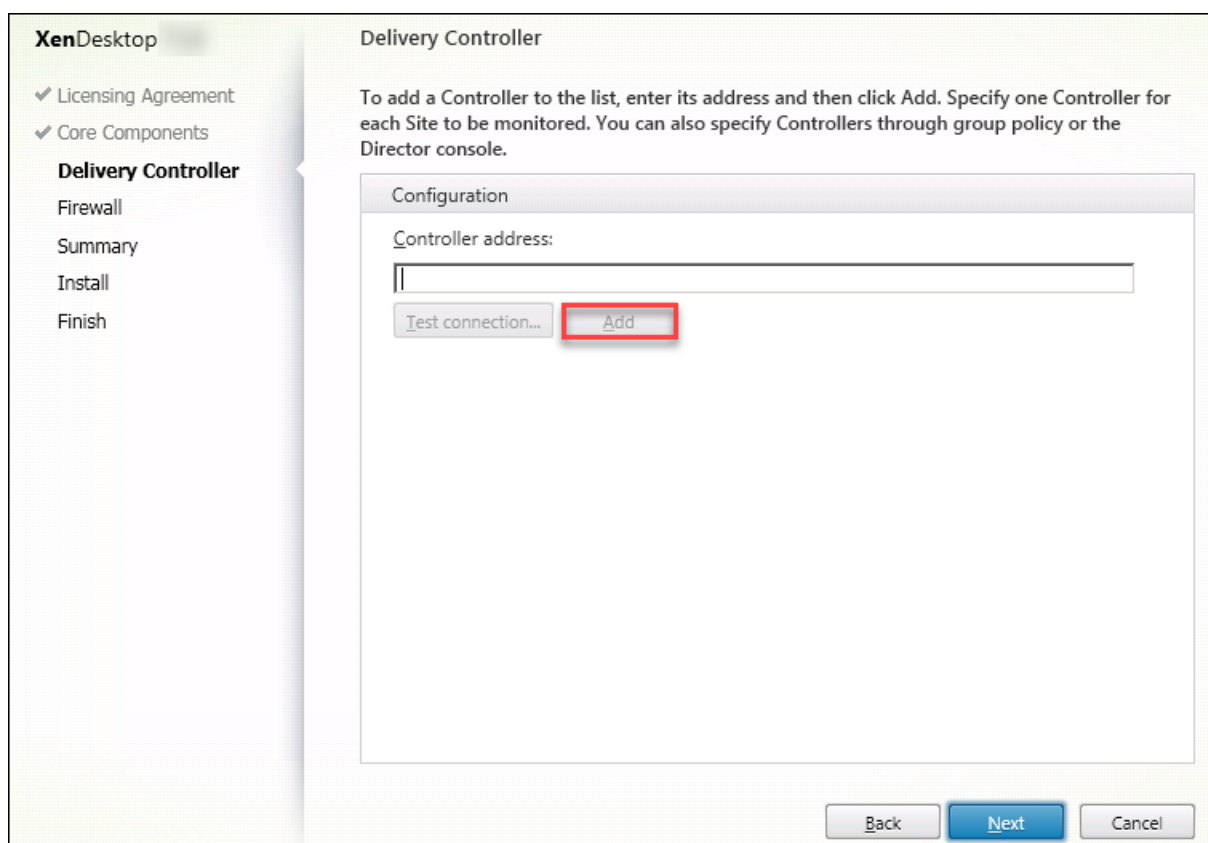 XenDesktop
Licensing Agreement
Core Components
Delivery Controller
Firewall
Summary
Install
Finish
Delivery Controller
To add a Controller to the list, enter its address and then click Add. Specify one Controller for
each Site to be monitored. You can also specify Controllers through group policy or the
Director console.
Configuration
Controller address:
Test connection... Add
Back Next Cancel